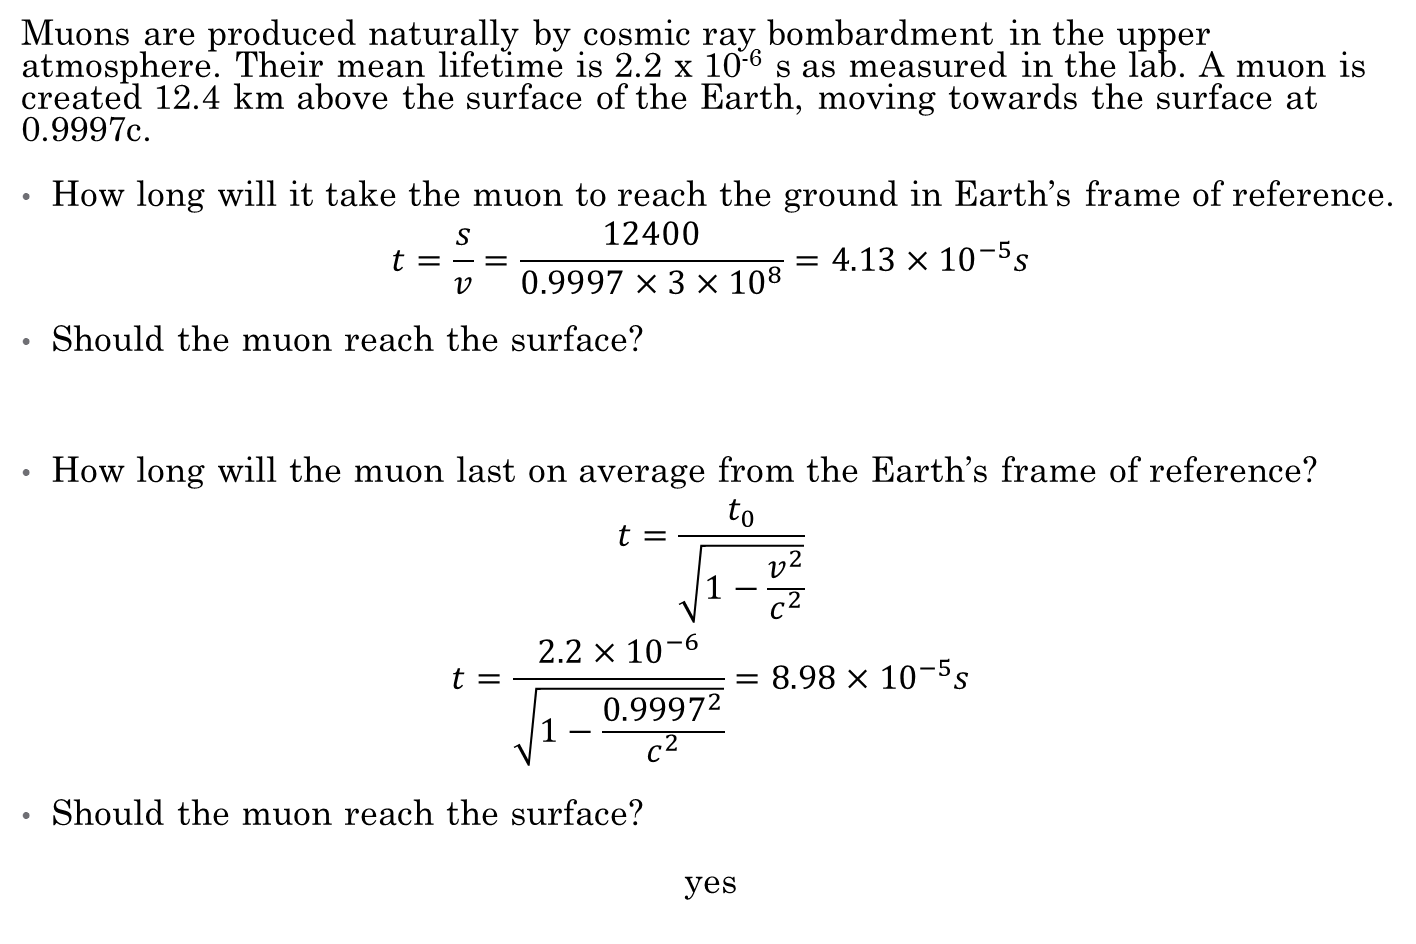 Muons are produced naturally by cosmic ray bombardment in the upper
atmosphere. Their mean lifetime is 2.2 x 10⁻⁶ s as measured in the lab. A muon is
created 12.4 km above the surface of the Earth, moving towards the surface at
0.9997c.
• How long will it take the muon to reach the ground in Earth’s frame of reference.
t = s/v = 12400/(0.9997 × 3 × 10⁸) = 4.13 × 10⁻⁵s
• Should the muon reach the surface?
• How long will the muon last on average from the Earth’s frame of reference?
t = t₀/√(1 − v²/c²)
t = 2.2 × 10⁻⁶/√(1 − 0.9997²/c²) = 8.98 × 10⁻⁵s
• Should the muon reach the surface?
yes